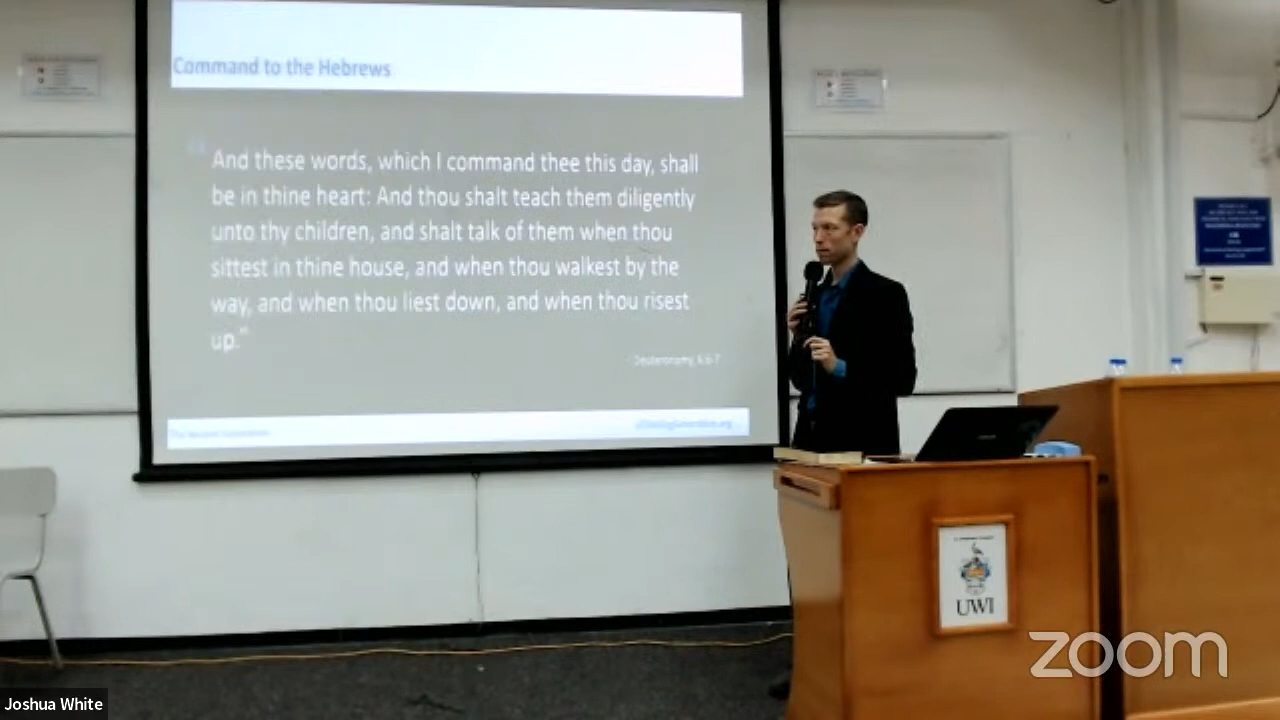 Command to the Hebrews
And these words, which I command thee this day, shall
be in thine heart: And thou shalt teach them diligently
unto thy children, and shalt talk of them when thou
sittest in thine house, and when thou walkest by the
way, and when thou liest down, and when thou risest
up."
- Deuteronomy, 6:6-7
UWI
zoom
Joshua White